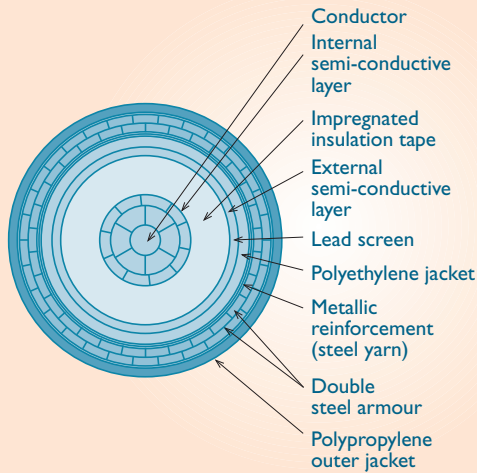 Conductor
Internal
semi-conductive
layer
Impregnated
insulation tape
External
semi-conductive
layer
Lead screen
Polyethylene jacket
Metallic
reinforcement
(steel yarn)
Double
steel armour
Polypropylene
outer jacket